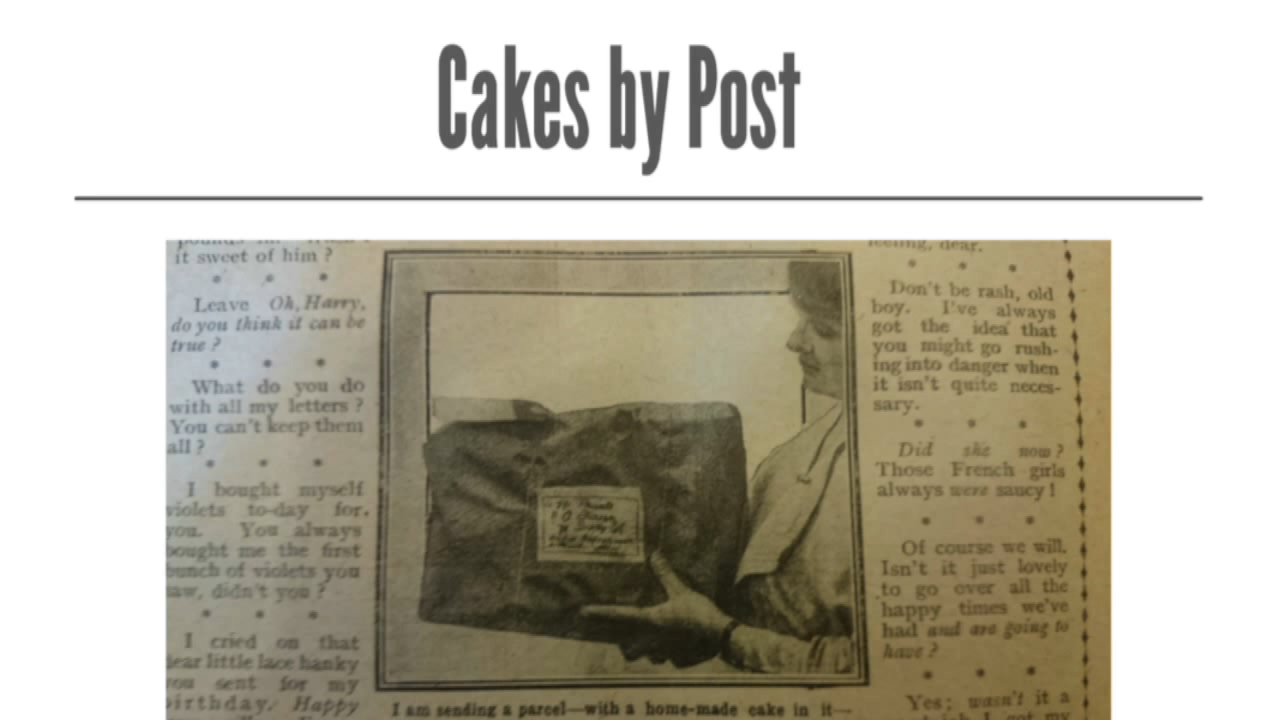 Cakes by Post
it sweet of him ?
Leave Oh, Harry,
do you think it can be
true ?
What do you do
with all my letters ?
You can't keep them
all ?
I bought myself
violets to-day for
you. You always
bought me the first
bunch of violets you
saw, didn't you ?
I cried on that
dear little lace hanky
you sent for my
birthday. Happy
I am sending a parcel—with a home-made cake in it—
feeling, dear.
Don't be rash, old
boy. I've always
got the idea that
you might go rush-
ing into danger when
it isn't quite neces-
sary.
Did she now ?
Those French girls
always were saucy !
Of course we will.
Isn't it just lovely
to go over all the
happy times we've
had and are going to
have ?
Yes; wasn't it a